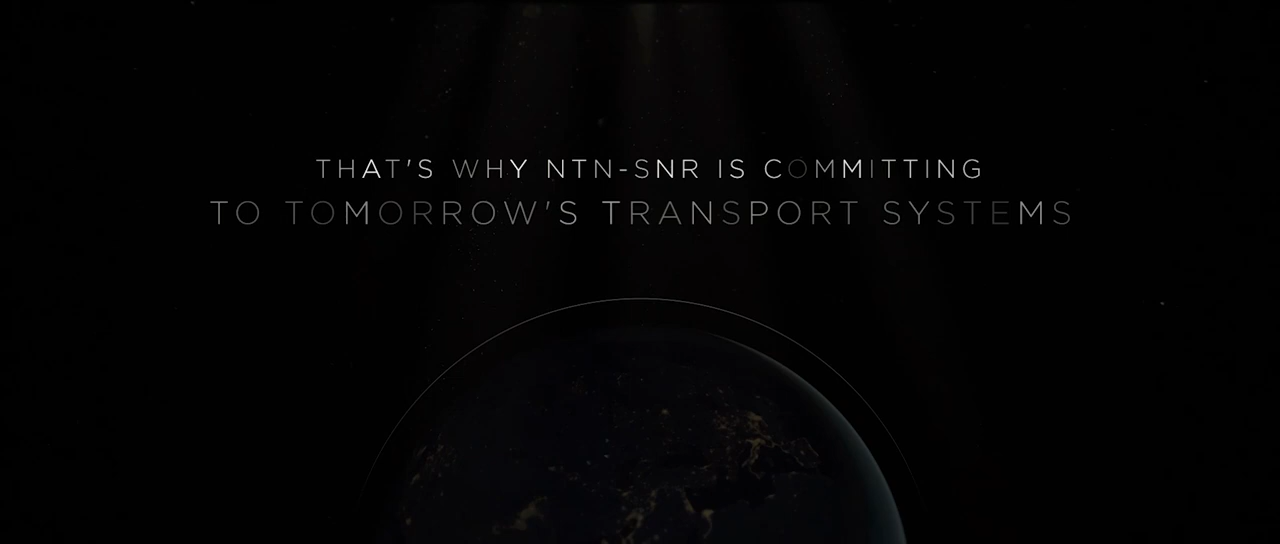 THAT'S WHY NTN-SNR IS COMMITTING
TO TOMORROW'S TRANSPORT SYSTEMS